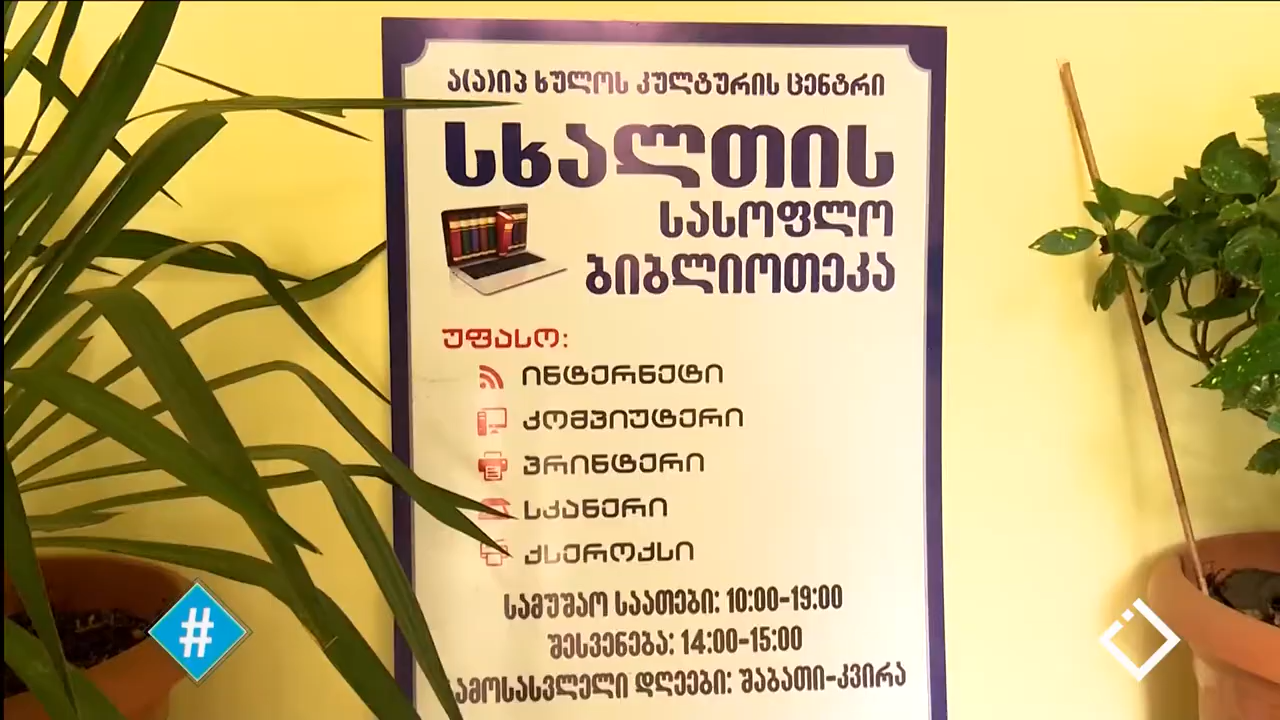 ა(ა)იპ ხულოს კულტურის ცენტრი
სხალთის
სასოფლო
ბიბლიოთეკა
უფასო:
ინტერნეტი
კომპიუტერი
პრინტერი
სკანერი
ქსეროქსი
სამუშაო საათები: 10:00-19:00
შესვენება: 14:00-15:00
გამოსასვლელი დღეები: შაბათი-კვირა
#